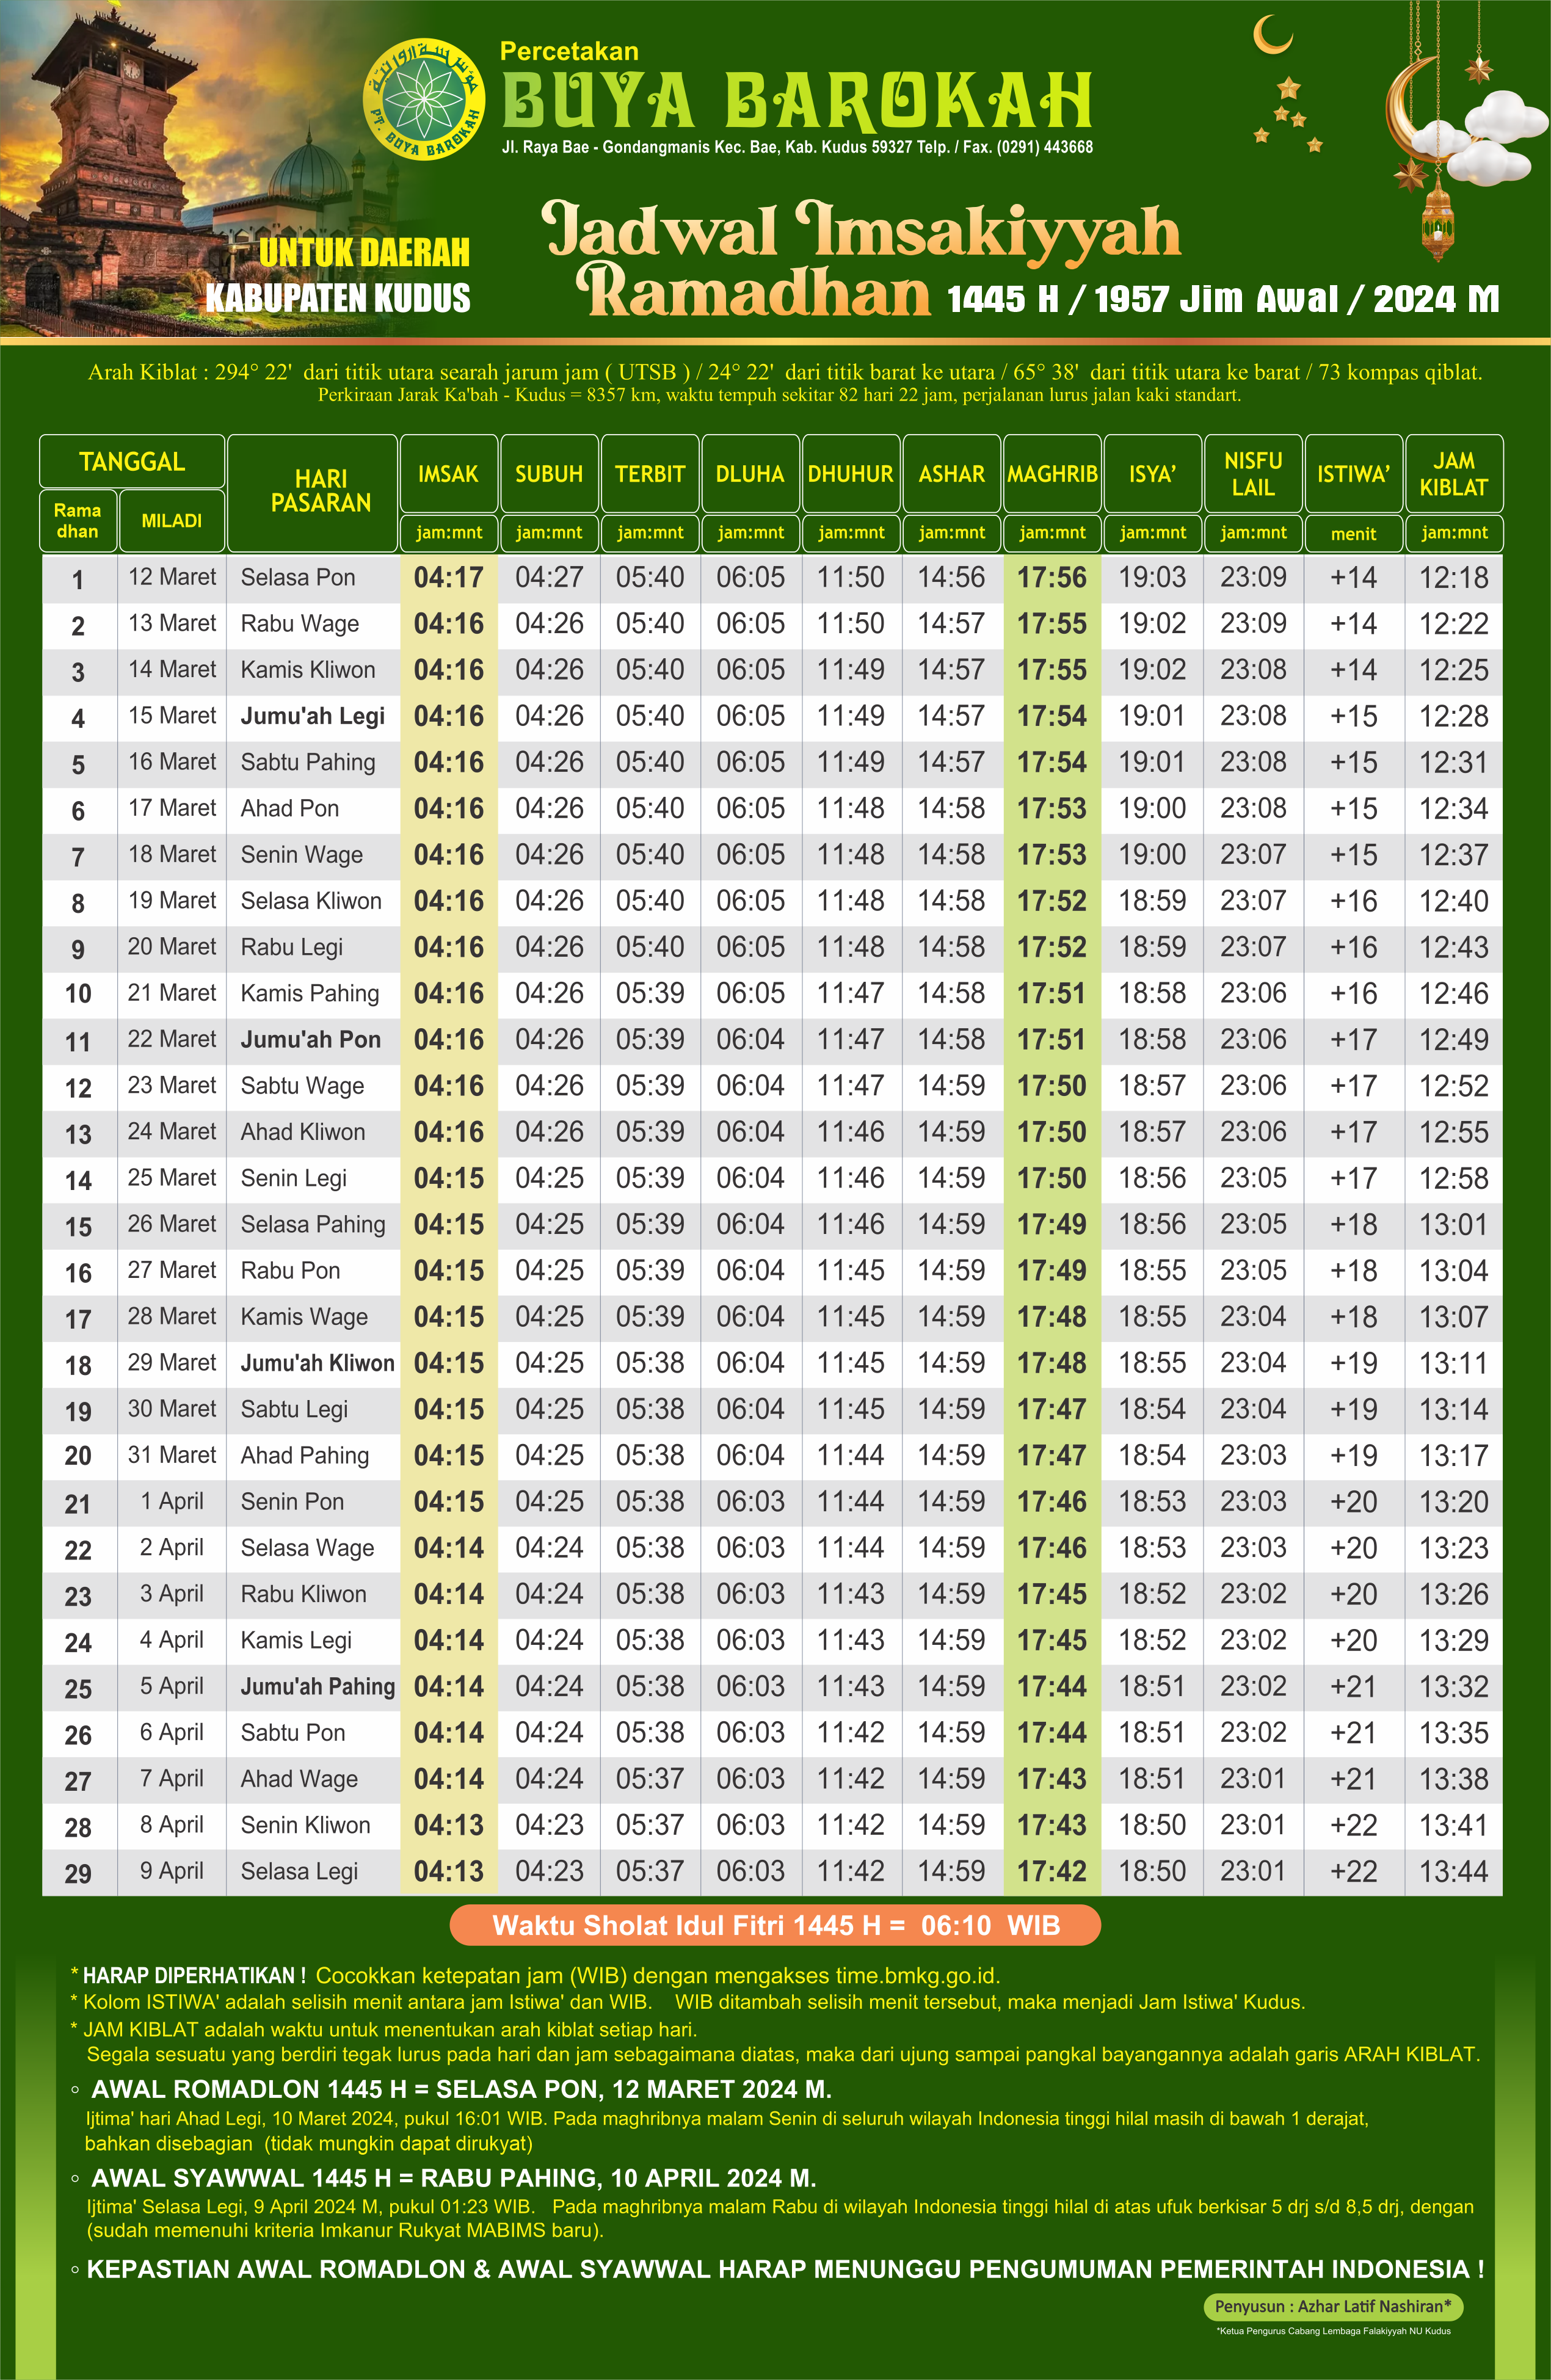 Percetakan
BUYA BAROKAH
PT. BUYA BAROKAH
Jl. Raya Bae - Gondangmanis Kec. Bae, Kab. Kudus 59327 Telp. / Fax. (0291) 443668
UNTUK DAERAH
KABUPATEN KUDUS
Jadwal Imsakiyyah
Ramadhan 1445 H / 1957 Jim Awal / 2024 M
Arah Kiblat : 294° 22' dari titik utara searah jarum jam ( UTSB ) / 24° 22' dari titik barat ke utara / 65° 38' dari titik utara ke barat / 73 kompas qiblat.
Perkiraan Jarak Ka'bah - Kudus = 8357 km, waktu tempuh sekitar 82 hari 22 jam, perjalanan lurus jalan kaki standart.
TANGGAL HARI PASARAN IMSAK SUBUH TERBIT DLUHA DHUHUR ASHAR MAGHRIB ISYA' NISFU LAIL ISTIWA' JAM KIBLAT
Rama dhan MILADI jam:mnt jam:mnt jam:mnt jam:mnt jam:mnt jam:mnt jam:mnt jam:mnt jam:mnt menit jam:mnt
1 12 Maret Selasa Pon 04:17 04:27 05:40 06:05 11:50 14:56 17:56 19:03 23:09 +14 12:18
2 13 Maret Rabu Wage 04:16 04:26 05:40 06:05 11:50 14:57 17:55 19:02 23:09 +14 12:22
3 14 Maret Kamis Kliwon 04:16 04:26 05:40 06:05 11:49 14:57 17:55 19:02 23:08 +14 12:25
4 15 Maret Jumu'ah Legi 04:16 04:26 05:40 06:05 11:49 14:57 17:54 19:01 23:08 +15 12:28
5 16 Maret Sabtu Pahing 04:16 04:26 05:40 06:05 11:49 14:57 17:54 19:01 23:08 +15 12:31
6 17 Maret Ahad Pon 04:16 04:26 05:40 06:05 11:48 14:58 17:53 19:00 23:08 +15 12:34
7 18 Maret Senin Wage 04:16 04:26 05:40 06:05 11:48 14:58 17:53 19:00 23:07 +15 12:37
8 19 Maret Selasa Kliwon 04:16 04:26 05:40 06:05 11:48 14:58 17:52 18:59 23:07 +16 12:40
9 20 Maret Rabu Legi 04:16 04:26 05:40 06:05 11:48 14:58 17:52 18:59 23:07 +16 12:43
10 21 Maret Kamis Pahing 04:16 04:26 05:39 06:05 11:47 14:58 17:51 18:58 23:06 +16 12:46
11 22 Maret Jumu'ah Pon 04:16 04:26 05:39 06:04 11:47 14:58 17:51 18:58 23:06 +17 12:49
12 23 Maret Sabtu Wage 04:16 04:26 05:39 06:04 11:47 14:59 17:50 18:57 23:06 +17 12:52
13 24 Maret Ahad Kliwon 04:16 04:26 05:39 06:04 11:46 14:59 17:50 18:57 23:06 +17 12:55
14 25 Maret Senin Legi 04:15 04:25 05:39 06:04 11:46 14:59 17:50 18:56 23:05 +17 12:58
15 26 Maret Selasa Pahing 04:15 04:25 05:39 06:04 11:46 14:59 17:49 18:56 23:05 +18 13:01
16 27 Maret Rabu Pon 04:15 04:25 05:39 06:04 11:45 14:59 17:49 18:55 23:05 +18 13:04
17 28 Maret Kamis Wage 04:15 04:25 05:39 06:04 11:45 14:59 17:48 18:55 23:04 +18 13:07
18 29 Maret Jumu'ah Kliwon 04:15 04:25 05:38 06:04 11:45 14:59 17:48 18:55 23:04 +19 13:11
19 30 Maret Sabtu Legi 04:15 04:25 05:38 06:04 11:45 14:59 17:47 18:54 23:04 +19 13:14
20 31 Maret Ahad Pahing 04:15 04:25 05:38 06:04 11:44 14:59 17:47 18:54 23:03 +19 13:17
21 1 April Senin Pon 04:15 04:25 05:38 06:03 11:44 14:59 17:46 18:53 23:03 +20 13:20
22 2 April Selasa Wage 04:14 04:24 05:38 06:03 11:44 14:59 17:46 18:53 23:03 +20 13:23
23 3 April Rabu Kliwon 04:14 04:24 05:38 06:03 11:43 14:59 17:45 18:52 23:02 +20 13:26
24 4 April Kamis Legi 04:14 04:24 05:38 06:03 11:43 14:59 17:45 18:52 23:02 +20 13:29
25 5 April Jumu'ah Pahing 04:14 04:24 05:38 06:03 11:43 14:59 17:44 18:51 23:02 +21 13:32
26 6 April Sabtu Pon 04:14 04:24 05:38 06:03 11:42 14:59 17:44 18:51 23:02 +21 13:35
27 7 April Ahad Wage 04:14 04:24 05:37 06:03 11:42 14:59 17:43 18:51 23:01 +21 13:38
28 8 April Senin Kliwon 04:13 04:23 05:37 06:03 11:42 14:59 17:43 18:50 23:01 +22 13:41
29 9 April Selasa Legi 04:13 04:23 05:37 06:03 11:42 14:59 17:42 18:50 23:01 +22 13:44
Waktu Sholat Idul Fitri 1445 H = 06:10 WIB
* HARAP DIPERHATIKAN ! Cocokkan ketepatan jam (WIB) dengan mengakses time.bmkg.go.id.
* Kolom ISTIWA' adalah selisih menit antara jam Istiwa' dan WIB. WIB ditambah selisih menit tersebut, maka menjadi Jam Istiwa' Kudus.
* JAM KIBLAT adalah waktu untuk menentukan arah kiblat setiap hari.
Segala sesuatu yang berdiri tegak lurus pada hari dan jam sebagaimana diatas, maka dari ujung sampai pangkal bayangannya adalah garis ARAH KIBLAT.
◦ AWAL ROMADLON 1445 H = SELASA PON, 12 MARET 2024 M.
Ijtima' hari Ahad Legi, 10 Maret 2024, pukul 16:01 WIB. Pada maghribnya malam Senin di seluruh wilayah Indonesia tinggi hilal masih di bawah 1 derajat,
bahkan disebagian (tidak mungkin dapat dirukyat)
◦ AWAL SYAWWAL 1445 H = RABU PAHING, 10 APRIL 2024 M.
Ijtima' Selasa Legi, 9 April 2024 M, pukul 01:23 WIB. Pada maghribnya malam Rabu di wilayah Indonesia tinggi hilal di atas ufuk berkisar 5 drj s/d 8,5 drj, dengan
(sudah memenuhi kriteria Imkanur Rukyat MABIMS baru).
◦ KEPASTIAN AWAL ROMADLON & AWAL SYAWWAL HARAP MENUNGGU PENGUMUMAN PEMERINTAH INDONESIA !
Penyusun : Azhar Latif Nashiran*
*Ketua Pengurus Cabang Lembaga Falakiyyah NU Kudus